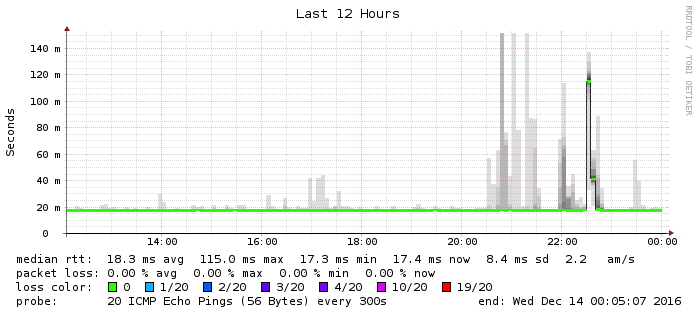 Last 12 Hours
RRDTOOL / TOBI OETIKER
Seconds
140 m
120 m
100 m
80 m
60 m
40 m
20 m
0
14:00 16:00 18:00 20:00 22:00 00:00
median rtt: 18.3 ms avg 115.0 ms max 17.3 ms min 17.4 ms now 8.4 ms sd 2.2 am/s
packet loss: 0.00 % avg 0.00 % max 0.00 % min 0.00 % now
loss color: 0 1/20 2/20 3/20 4/20 10/20 19/20
probe: 20 ICMP Echo Pings (56 Bytes) every 300s end: Wed Dec 14 00:05:07 2016